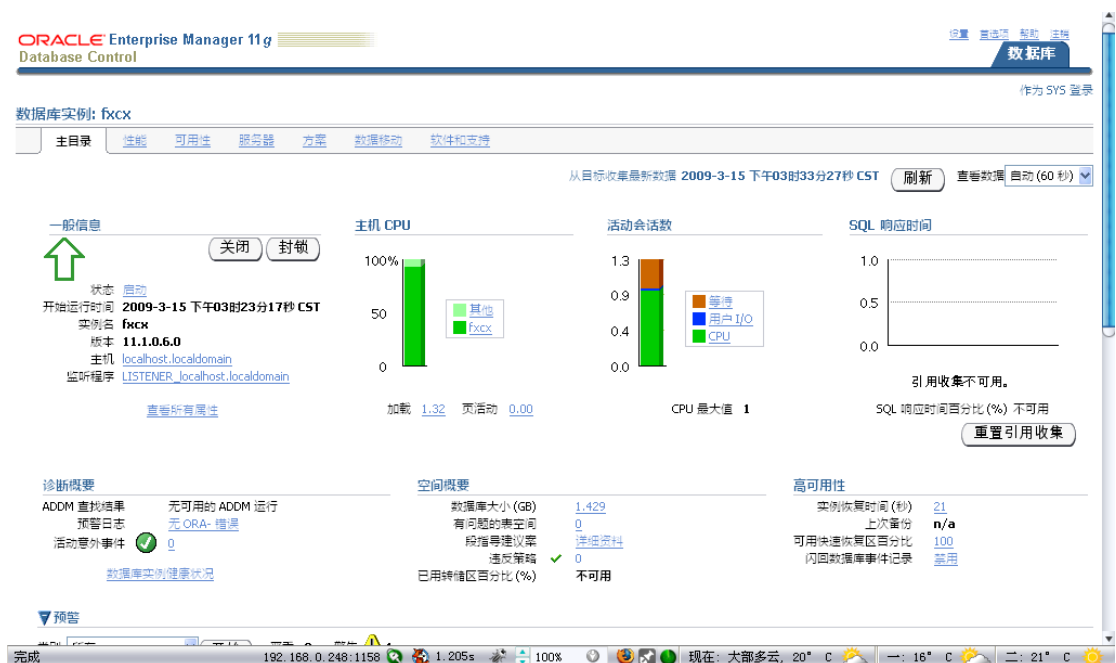 ORACLE Enterprise Manager 11g
Database Control
设置 首选项 帮助 注销
数据库
作为 SYS 登录
数据库实例: fxcx
主目录 性能 可用性 服务器 方案 数据移动 软件和支持
从目标收集最新数据 2009-3-15 下午03时33分27秒 CST 刷新 查看数据 自动 (60 秒)
一般信息
关闭 封锁
状态 启动
开始运行时间 2009-3-15 下午03时23分17秒 CST
实例名 fxcx
版本 11.1.0.6.0
主机 localhost.localdomain
监听程序 LISTENER_localhost.localdomain
查看所有属性
主机 CPU
100%
50
0
其他
fxcx
加载 1.32 页活动 0.00
活动会话数
1.3
0.9
0.4
0.0
等待
用户 I/O
CPU
CPU 最大值 1
SQL 响应时间
1.0
0.5
0.0
引用收集不可用。
SQL 响应时间百分比 (%) 不可用
重置引用收集
诊断概要
ADDM 查找结果 无可用的 ADDM 运行
预警日志 无 ORA- 错误
活动意外事件 0
数据库实例健康状况
空间概要
数据库大小 (GB) 1.429
有问题的表空间 0
段指导建议案 详细资料
违反策略 0
已用转储区百分比 (%) 不可用
高可用性
实例恢复时间 (秒) 21
上次备份 n/a
可用快速恢复区百分比 100
闪回数据库事件记录 禁用
预警
完成 192.168.0.248:1158 1.205s 100% 现在: 大部多云, 20° C 一: 16° C 二: 21° C